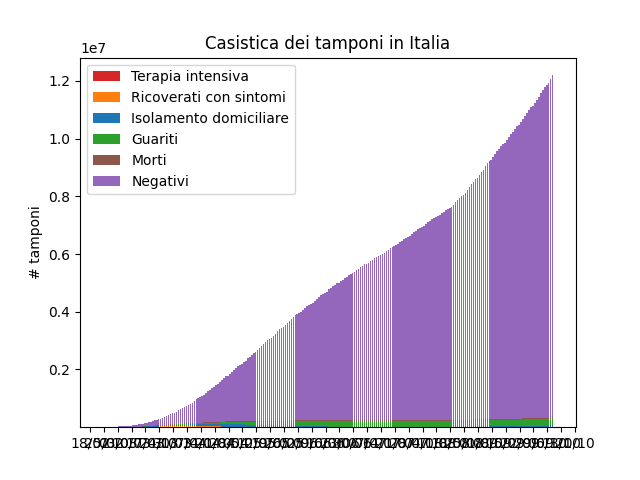 Casistica dei tamponi in Italia
1e7
Terapia intensiva
Ricoverati con sintomi
Isolamento domiciliare
Guariti
Morti
Negativi
# tamponi
1.2
1.0
0.8
0.6
0.4
0.2